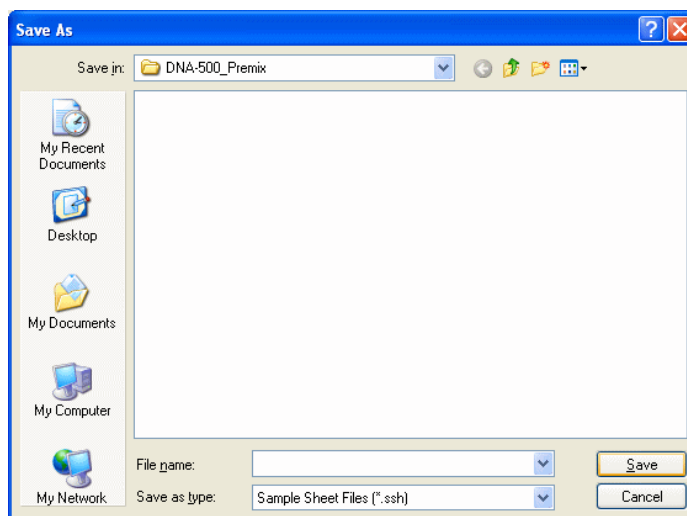 Save As
Save in:
DNA-500_Premix
My Recent
Documents
Desktop
My Documents
My Computer
My Network
File name:
Save
Save as type:
Sample Sheet Files (*.ssh)
Cancel